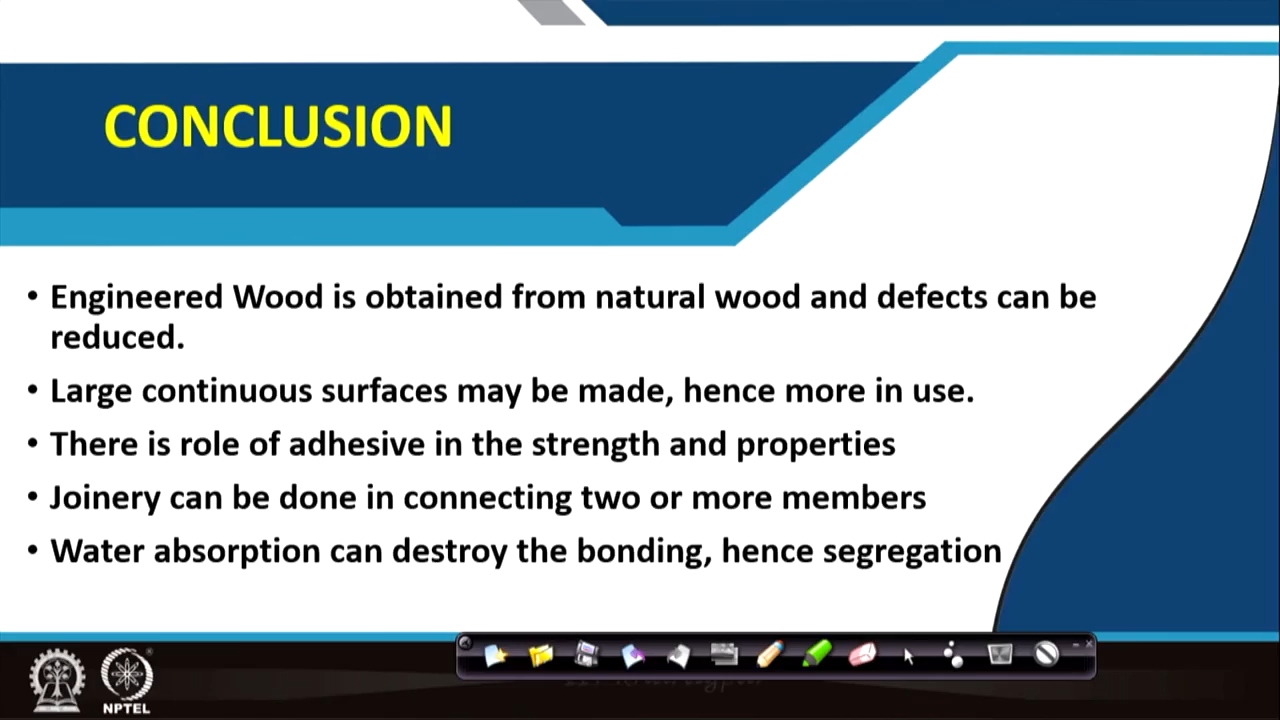 CONCLUSION
• Engineered Wood is obtained from natural wood and defects can be
reduced.
• Large continuous surfaces may be made, hence more in use.
• There is role of adhesive in the strength and properties
• Joinery can be done in connecting two or more members
• Water absorption can destroy the bonding, hence segregation
NPTEL